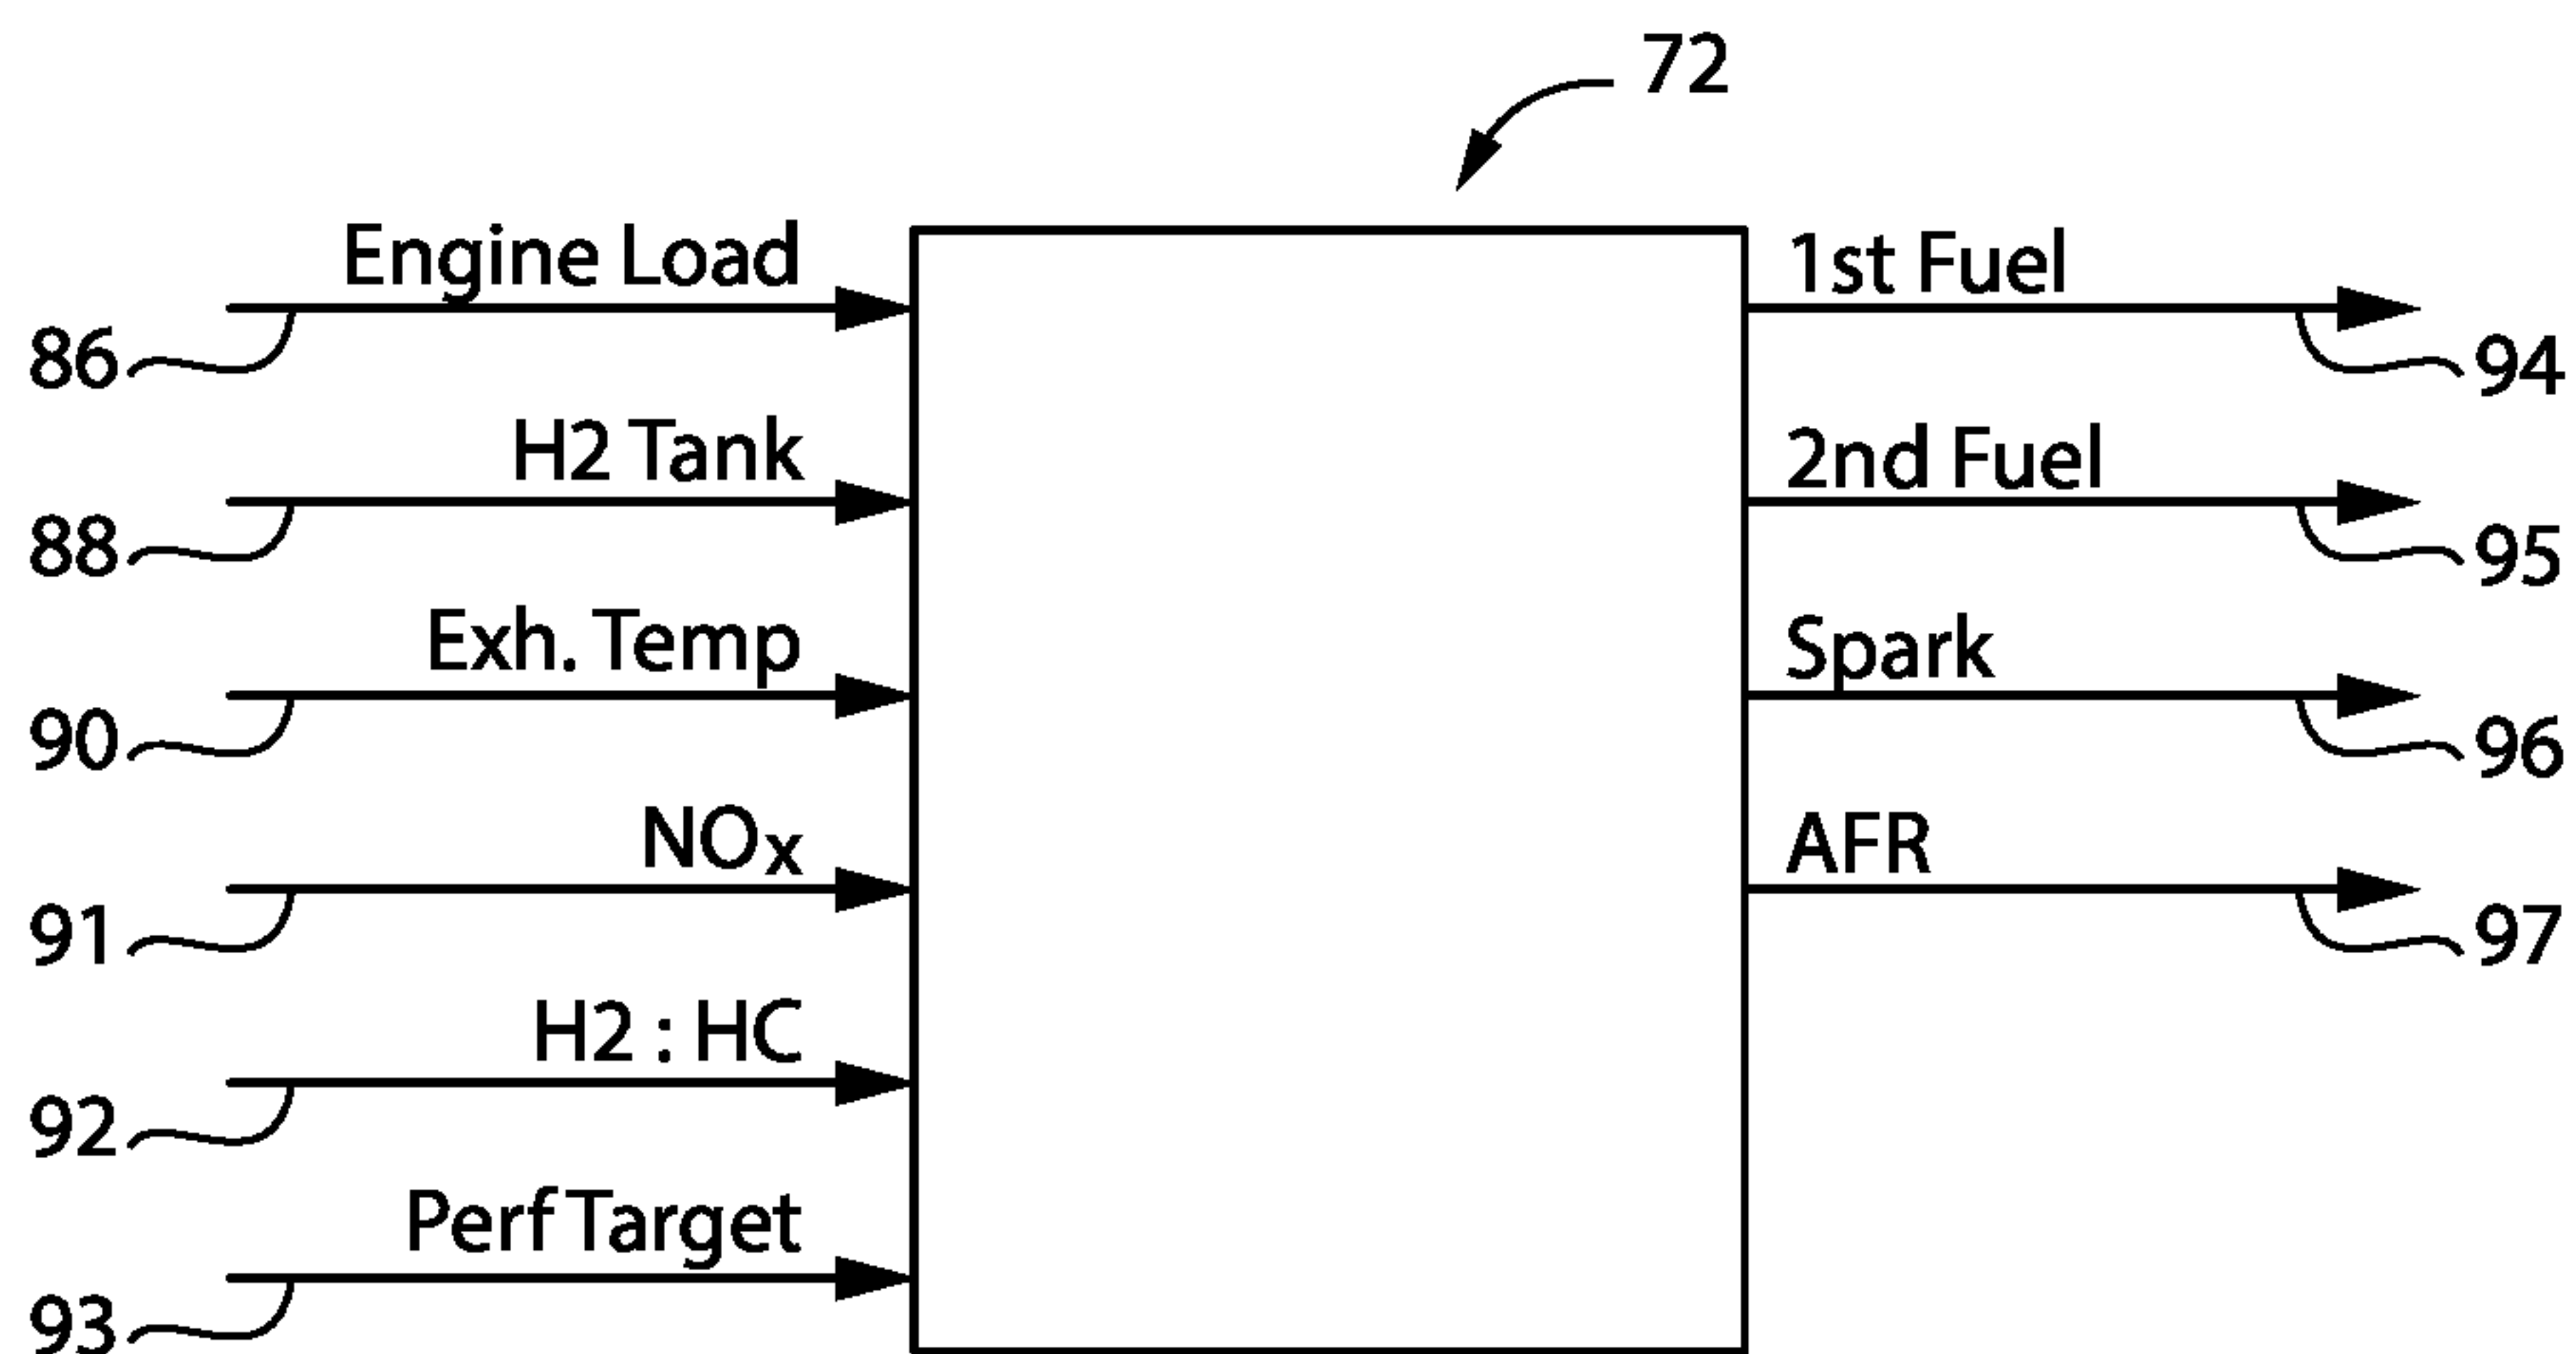 72
Engine Load
1st Fuel
86
94
H2 Tank
2nd Fuel
88
95
Exh. Temp
Spark
90
96
NOx
AFR
91
97
H2 : HC
92
Perf Target
93